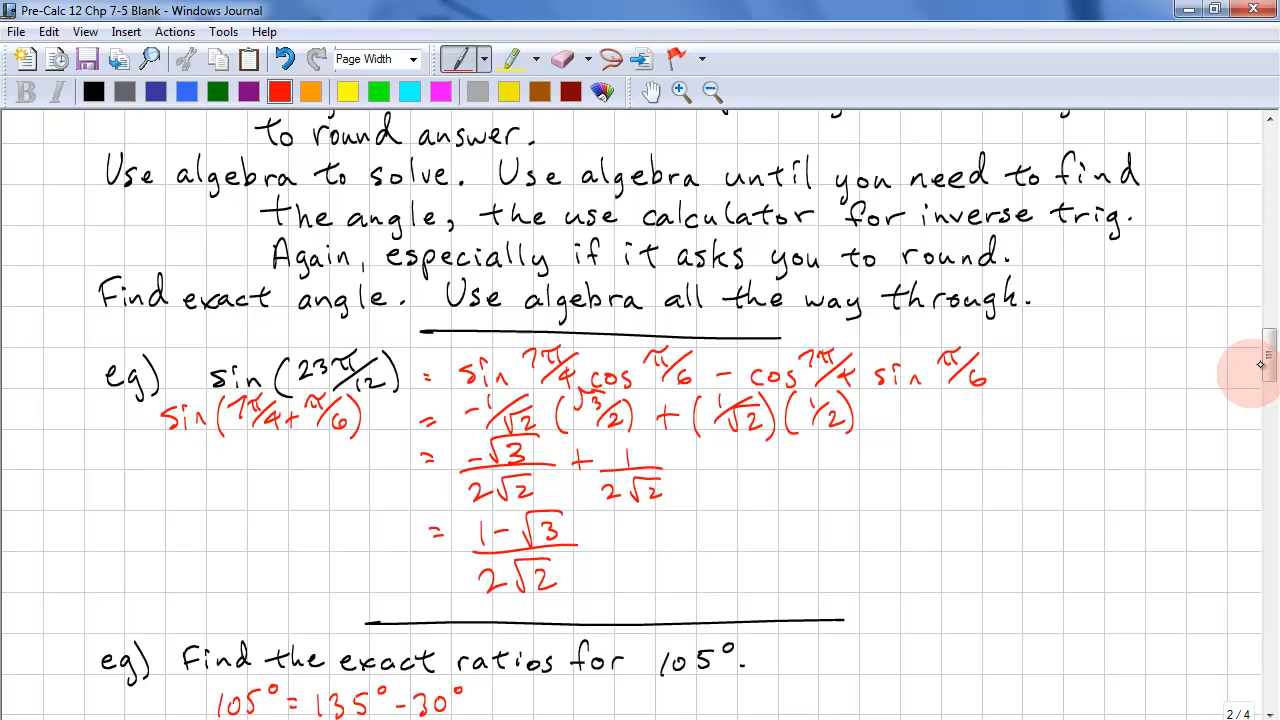 Pre-Calc 12 Chp 7-5 Blank - Windows Journal
File Edit View Insert Actions Tools Help
Page Width
B I
to round answer.
Use algebra to solve. Use algebra until you need to find
the angle, the use calculator for inverse trig.
Again, especially if it asks you to round.
Find exact angle. Use algebra all the way through.
eg) sin(23π/12) = sin 7π/4 cos π/6 - cos 7π/4 sin π/6
sin(7π/4 + π/6) = -1/√2 (√3/2) + (1/√2)(1/2)
= -√3/2√2 + 1/2√2
= 1-√3/2√2
eg) Find the exact ratios for 105°.
105° = 135° - 30°
2 / 4